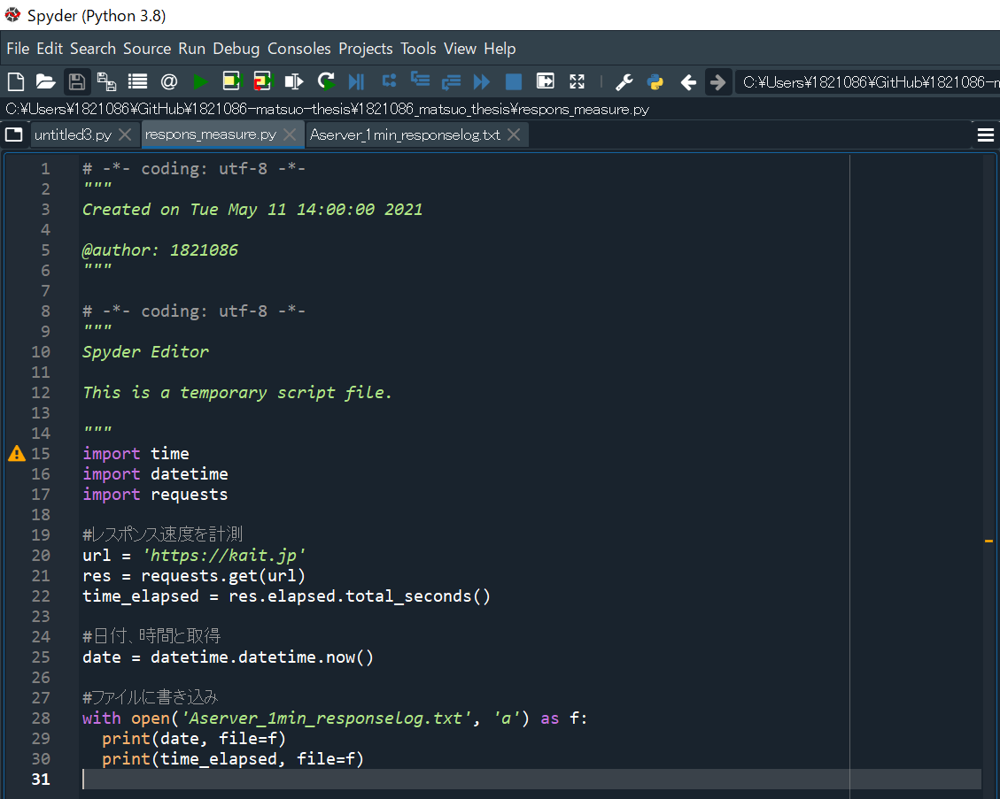 Spyder (Python 3.8)
File Edit Search Source Run Debug Consoles Projects Tools View Help
C:¥Users¥1821086¥GitHub¥1821086-m
C:¥Users¥1821086¥GitHub¥1821086-matsuo-thesis¥1821086_matsuo_thesis¥respons_measure.py
untitled3.py respons_measure.py Aserver_1min_responselog.txt
1 # -*- coding: utf-8 -*-
2 """
3 Created on Tue May 11 14:00:00 2021
4
5 @author: 1821086
6 """
7
8 # -*- coding: utf-8 -*-
9 """
10 Spyder Editor
11
12 This is a temporary script file.
13
14 """
15 import time
16 import datetime
17 import requests
18
19 #レスポンス速度を計測
20 url = 'https://kait.jp'
21 res = requests.get(url)
22 time_elapsed = res.elapsed.total_seconds()
23
24 #日付、時間と取得
25 date = datetime.datetime.now()
26
27 #ファイルに書き込み
28 with open('Aserver_1min_responselog.txt', 'a') as f:
29   print(date, file=f)
30   print(time_elapsed, file=f)
31